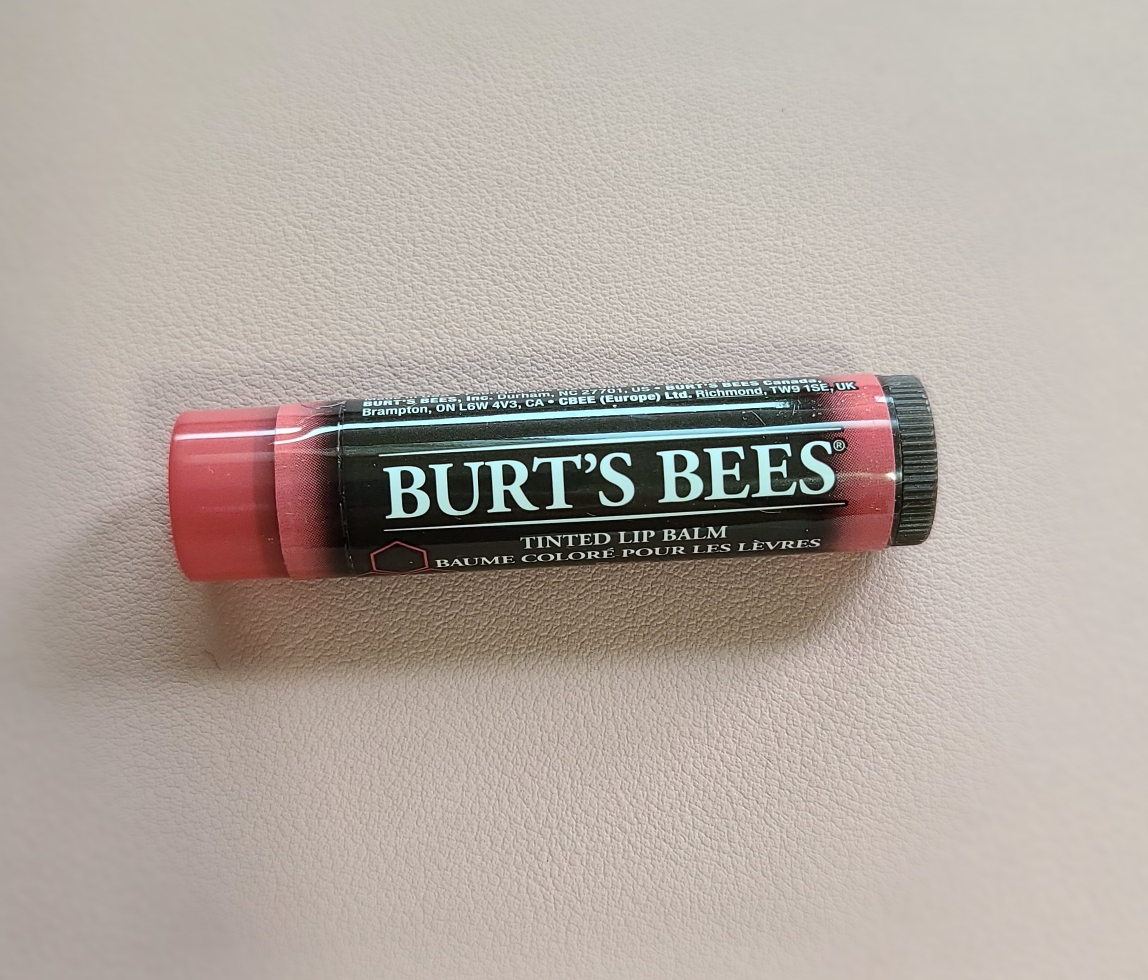 BURT'S BEES, Inc. Durham, NC 27701, US • BURT'S BEES Canada,
Brampton, ON L6W 4V3, CA • CBEE (Europe) Ltd. Richmond, TW9 1SE, UK
BURT'S BEES®
TINTED LIP BALM
BAUME COLORÉ POUR LES LÈVRES